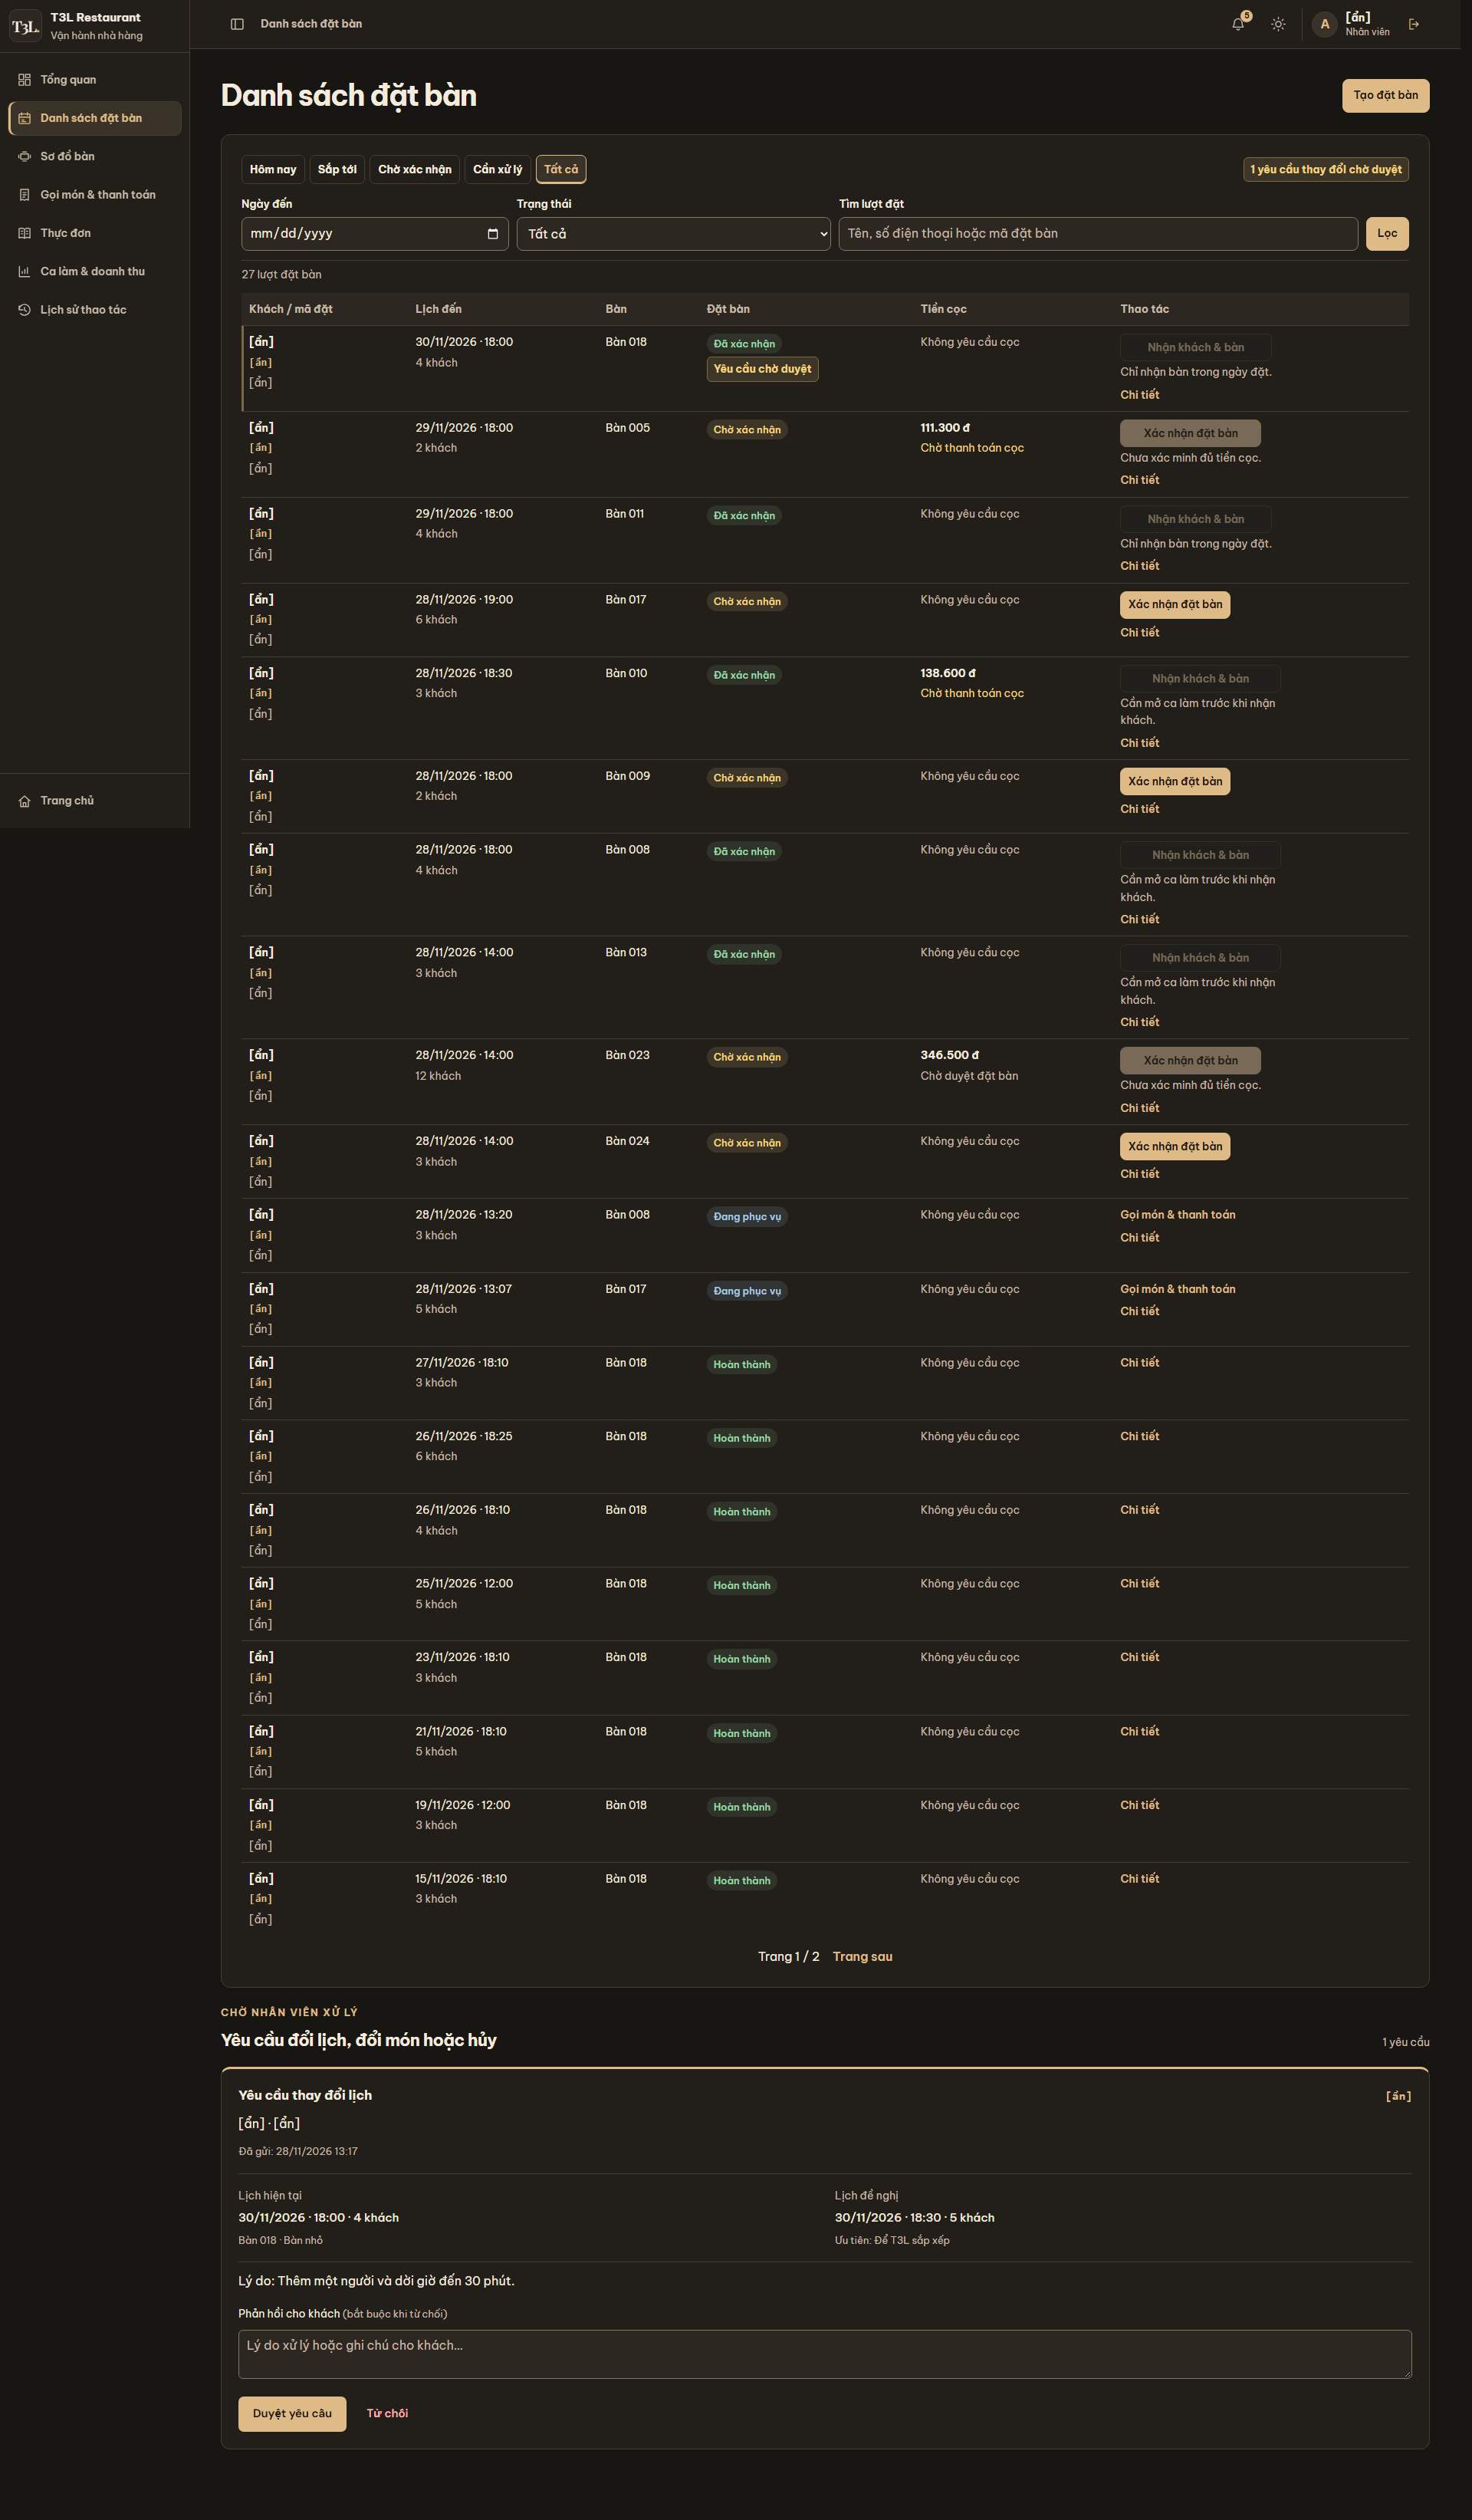 T3L Restaurant
Vận hành nhà hàng
Tổng quan
Danh sách đặt bàn
Sơ đồ bàn
Gọi món & thanh toán
Thực đơn
Ca làm & doanh thu
Lịch sử thao tác
Trang chủ
Danh sách đặt bàn
5
A
[ẩn]
Nhân viên
Danh sách đặt bàn
Tạo đặt bàn
Hôm nay Sắp tới Chờ xác nhận Cần xử lý Tất cả
1 yêu cầu thay đổi chờ duyệt
Ngày đến Trạng thái Tìm lượt đặt
mm/dd/yyyy Tất cả Tên, số điện thoại hoặc mã đặt bàn Lọc
27 lượt đặt bàn
Khách / mã đặt Lịch đến Bàn Đặt bàn Tiền cọc Thao tác
[ẩn] 30/11/2026 · 18:00 Bàn 018 Đã xác nhận Không yêu cầu cọc Nhận khách & bàn
[ẩn] 4 khách Yêu cầu chờ duyệt Chỉ nhận bàn trong ngày đặt.
[ẩn] Chi tiết
[ẩn] 29/11/2026 · 18:00 Bàn 005 Chờ xác nhận 111.300 đ Xác nhận đặt bàn
[ẩn] 2 khách Chờ thanh toán cọc Chưa xác minh đủ tiền cọc.
[ẩn] Chi tiết
[ẩn] 29/11/2026 · 18:00 Bàn 011 Đã xác nhận Không yêu cầu cọc Nhận khách & bàn
[ẩn] 4 khách Chỉ nhận bàn trong ngày đặt.
[ẩn] Chi tiết
[ẩn] 28/11/2026 · 19:00 Bàn 017 Chờ xác nhận Không yêu cầu cọc Xác nhận đặt bàn
[ẩn] 6 khách
[ẩn] Chi tiết
[ẩn] 28/11/2026 · 18:30 Bàn 010 Đã xác nhận 138.600 đ Nhận khách & bàn
[ẩn] 3 khách Chờ thanh toán cọc Cần mở ca làm trước khi nhận
[ẩn] khách.
Chi tiết
[ẩn] 28/11/2026 · 18:00 Bàn 009 Chờ xác nhận Không yêu cầu cọc Xác nhận đặt bàn
[ẩn] 2 khách
[ẩn] Chi tiết
[ẩn] 28/11/2026 · 18:00 Bàn 008 Đã xác nhận Không yêu cầu cọc Nhận khách & bàn
[ẩn] 4 khách Cần mở ca làm trước khi nhận
[ẩn] khách.
Chi tiết
[ẩn] 28/11/2026 · 14:00 Bàn 013 Đã xác nhận Không yêu cầu cọc Nhận khách & bàn
[ẩn] 3 khách Cần mở ca làm trước khi nhận
[ẩn] khách.
Chi tiết
[ẩn] 28/11/2026 · 14:00 Bàn 023 Chờ xác nhận 346.500 đ Xác nhận đặt bàn
[ẩn] 12 khách Chờ duyệt đặt bàn Chưa xác minh đủ tiền cọc.
[ẩn] Chi tiết
[ẩn] 28/11/2026 · 14:00 Bàn 024 Chờ xác nhận Không yêu cầu cọc Xác nhận đặt bàn
[ẩn] 3 khách
[ẩn] Chi tiết
[ẩn] 28/11/2026 · 13:20 Bàn 008 Đang phục vụ Không yêu cầu cọc Gọi món & thanh toán
[ẩn] 3 khách Chi tiết
[ẩn]
[ẩn] 28/11/2026 · 13:07 Bàn 017 Đang phục vụ Không yêu cầu cọc Gọi món & thanh toán
[ẩn] 5 khách Chi tiết
[ẩn]
[ẩn] 27/11/2026 · 18:10 Bàn 018 Hoàn thành Không yêu cầu cọc Chi tiết
[ẩn] 3 khách
[ẩn]
[ẩn] 26/11/2026 · 18:25 Bàn 018 Hoàn thành Không yêu cầu cọc Chi tiết
[ẩn] 6 khách
[ẩn]
[ẩn] 26/11/2026 · 18:10 Bàn 018 Hoàn thành Không yêu cầu cọc Chi tiết
[ẩn] 4 khách
[ẩn]
[ẩn] 25/11/2026 · 12:00 Bàn 018 Hoàn thành Không yêu cầu cọc Chi tiết
[ẩn] 5 khách
[ẩn]
[ẩn] 23/11/2026 · 18:10 Bàn 018 Hoàn thành Không yêu cầu cọc Chi tiết
[ẩn] 3 khách
[ẩn]
[ẩn] 21/11/2026 · 18:10 Bàn 018 Hoàn thành Không yêu cầu cọc Chi tiết
[ẩn] 5 khách
[ẩn]
[ẩn] 19/11/2026 · 12:00 Bàn 018 Hoàn thành Không yêu cầu cọc Chi tiết
[ẩn] 3 khách
[ẩn]
[ẩn] 15/11/2026 · 18:10 Bàn 018 Hoàn thành Không yêu cầu cọc Chi tiết
[ẩn] 3 khách
[ẩn]
Trang 1 / 2 Trang sau
CHỜ NHÂN VIÊN XỬ LÝ
Yêu cầu đổi lịch, đổi món hoặc hủy
1 yêu cầu
Yêu cầu thay đổi lịch
[ẩn]
[ẩn] · [ẩn]
Đã gửi: 28/11/2026 13:17
Lịch hiện tại Lịch đề nghị
30/11/2026 · 18:00 · 4 khách 30/11/2026 · 18:30 · 5 khách
Bàn 018 · Bàn nhỏ Ưu tiên: Để T3L sắp xếp
Lý do: Thêm một người và dời giờ đến 30 phút.
Phản hồi cho khách (bắt buộc khi từ chối)
Lý do xử lý hoặc ghi chú cho khách...
Duyệt yêu cầu Từ chối